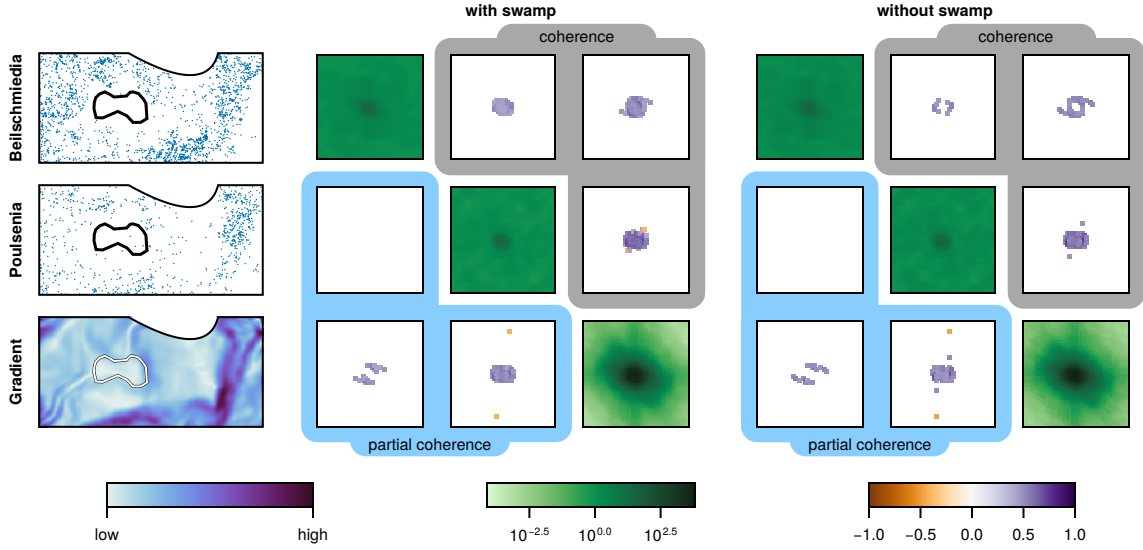 with swamp
without swamp
coherence
coherence
Beilschmiedia
Poulsenia
Gradient
partial coherence
partial coherence
low
high
10^−2.5
10^0.0
10^2.5
−1.0
−0.5
0.0
0.5
1.0